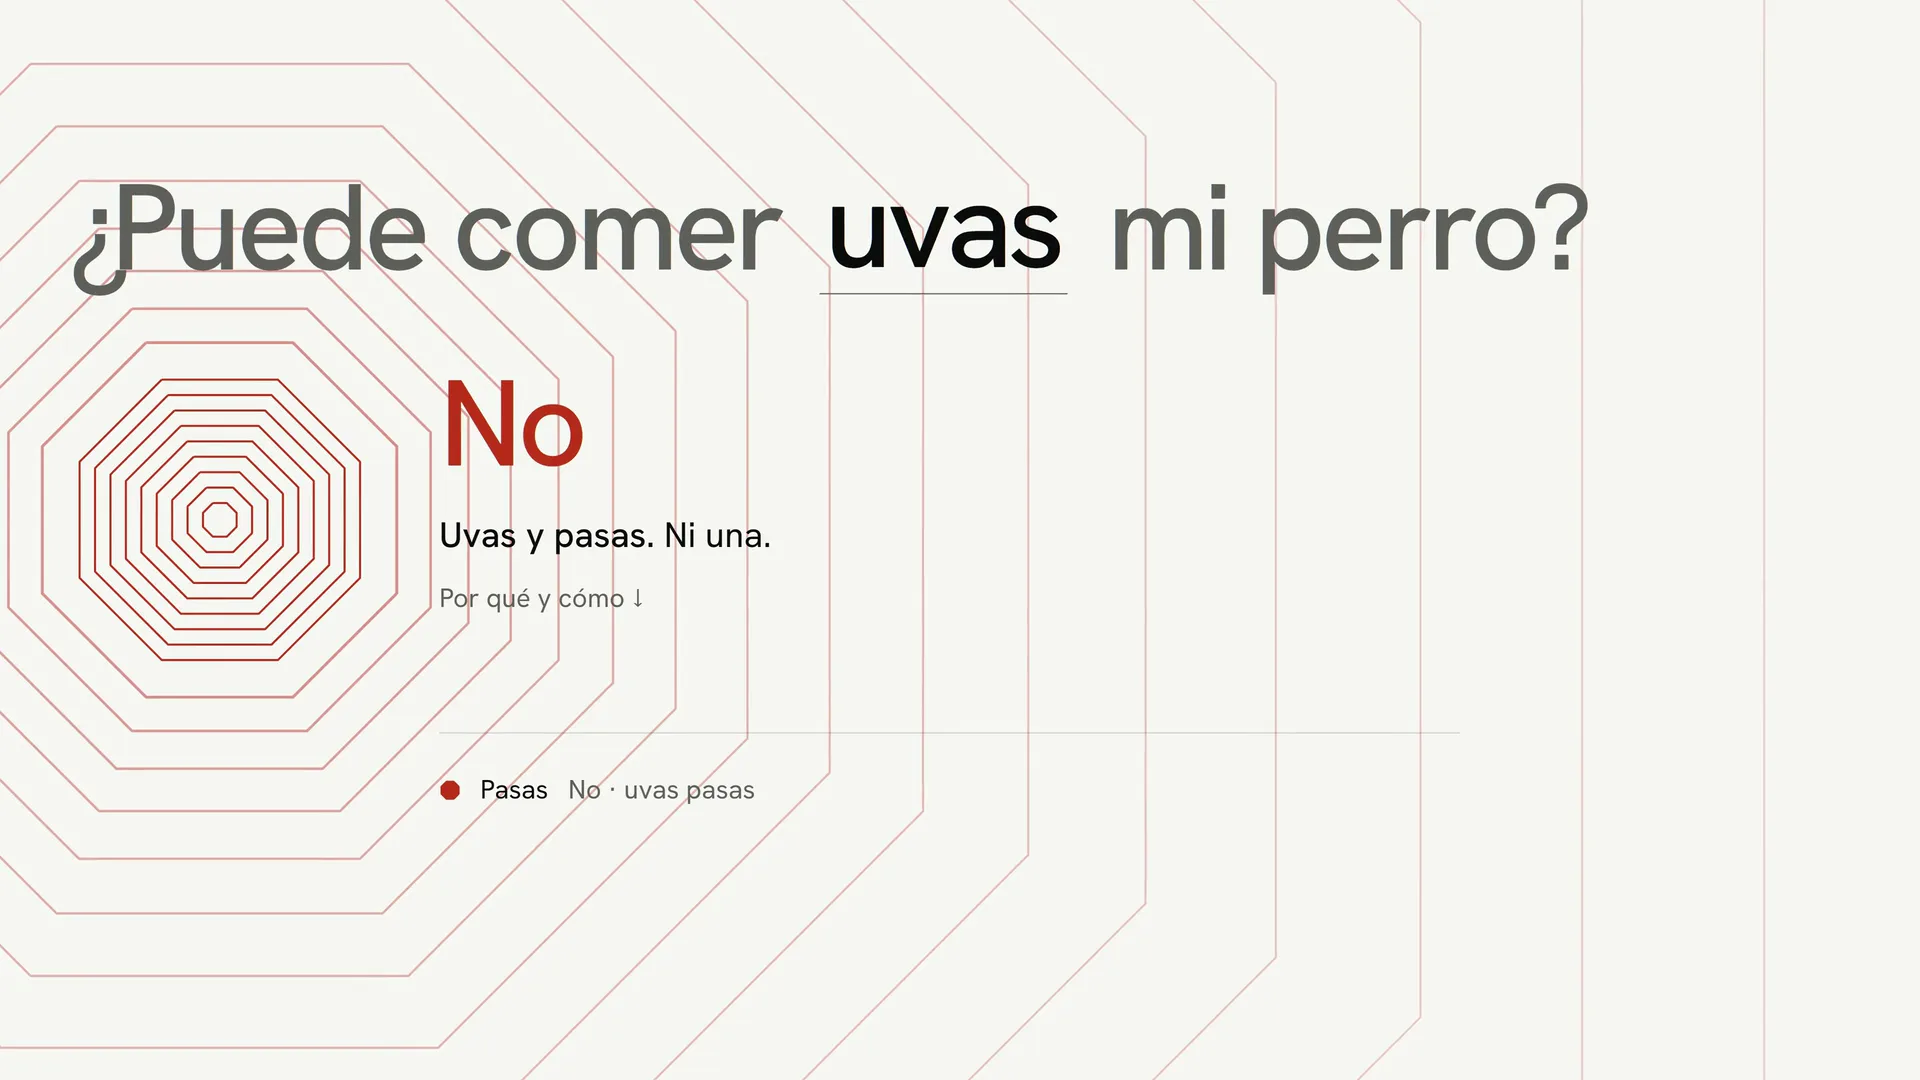 ¿Puede comer uvas mi perro?
No
Uvas y pasas. Ni una.
Por qué y cómo ↓
Pasas No · uvas pasas